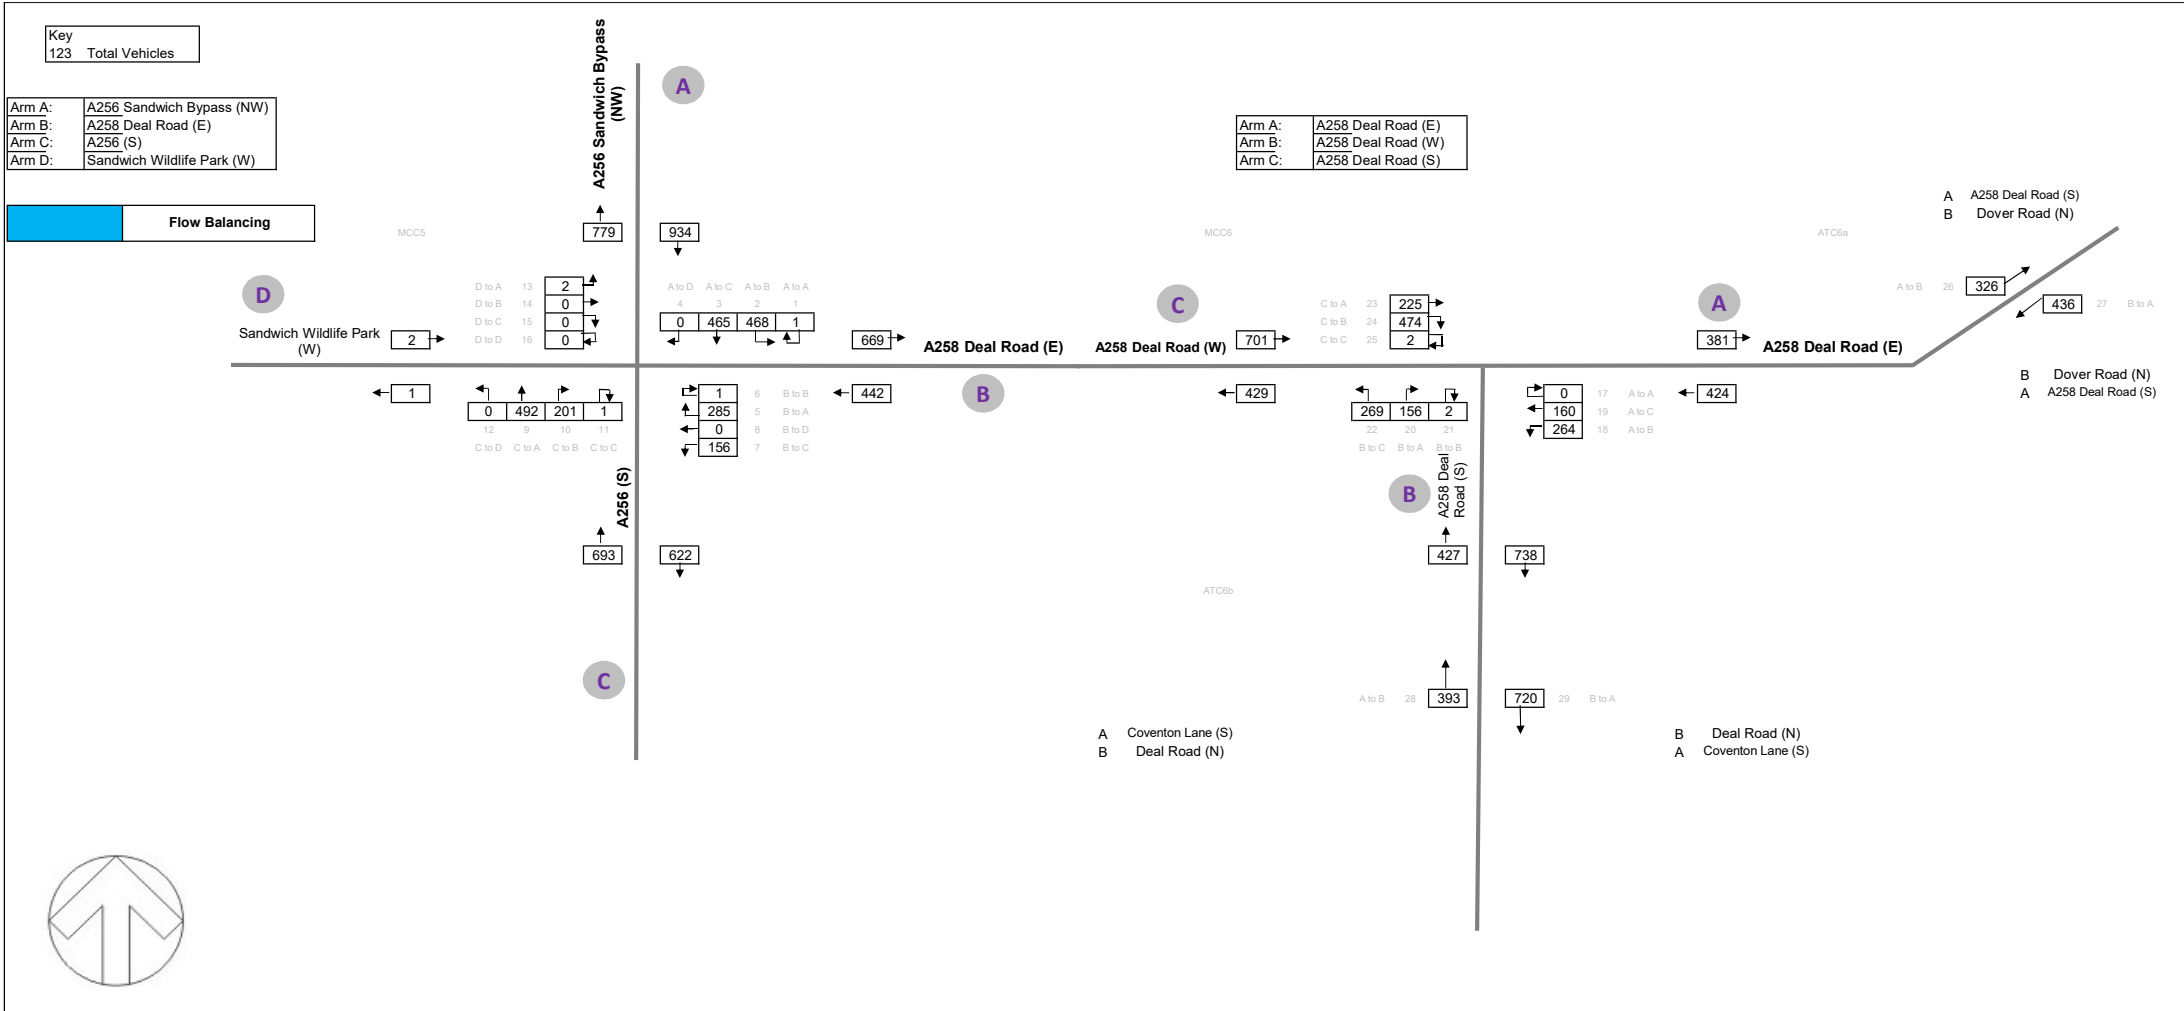 Key
123 Total Vehicles
Arm A: A256 Sandwich Bypass (NW)
Arm B: A258 Deal Road (E)
Arm C: A256 (S)
Arm D: Sandwich Wildlife Park (W)
Flow Balancing
A256 Sandwich Bypass
(NW)
A
Arm A: A258 Deal Road (E)
Arm B: A258 Deal Road (W)
Arm C: A258 Deal Road (S)
A A258 Deal Road (S)
B Dover Road (N)
MCC5
779
934
MCC6
ATC6a
D
D to A 13 2
D to B 14 0
D to C 15 0
D to D 16 0
A to D A to C A to B A to A
4 3 2 1
0 465 468 1
C
C to A 23 225
C to B 24 474
C to C 25 2
A
A to B 26 326
436 27 B to A
Sandwich Wildlife Park
(W)
2
669
A258 Deal Road (E)
A258 Deal Road (W)
701
381
A258 Deal Road (E)
B Dover Road (N)
A A258 Deal Road (S)
1
0 492 201 1
12 9 10 11
C to D C to A C to B C to C
1 6 B to B
285 5 B to A
0 8 B to D
156 7 B to C
442
B
429
269 156 2
22 20 21
B to C B to A B to B
0 17 A to A
160 19 A to C
264 18 A to B
424
A256 (S)
B
A258 Deal
Road (S)
693
622
427
738
ATC6b
C
A to B 28 393
720 29 B to A
A Coventon Lane (S)
B Deal Road (N)
B Deal Road (N)
A Coventon Lane (S)